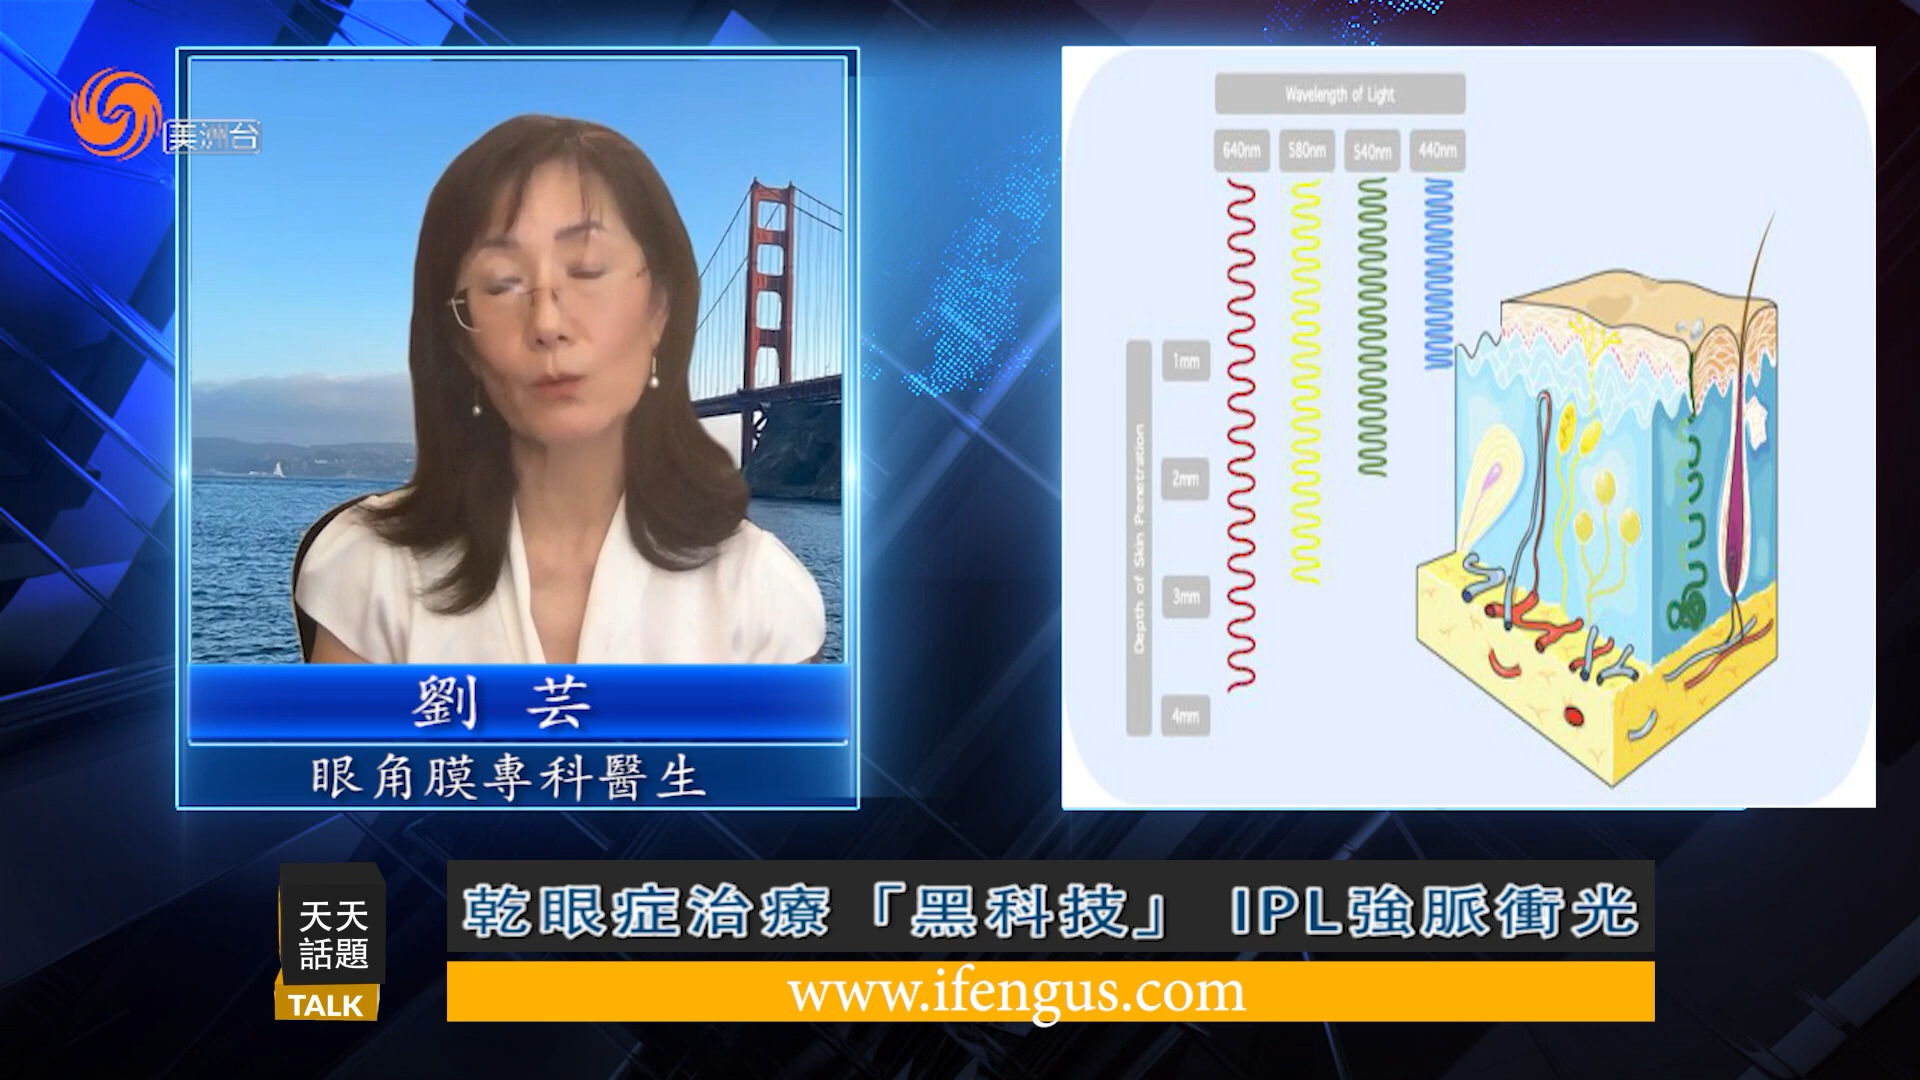 美洲台
Wavelength of Light
640nm 580nm 540nm 440nm
Depth of Skin Penetration
1mm
2mm
3mm
4mm
劉 芸
眼角膜專科醫生
天天
話題
TALK
乾眼症治療「黑科技」 IPL強脈衝光
www.ifengus.com